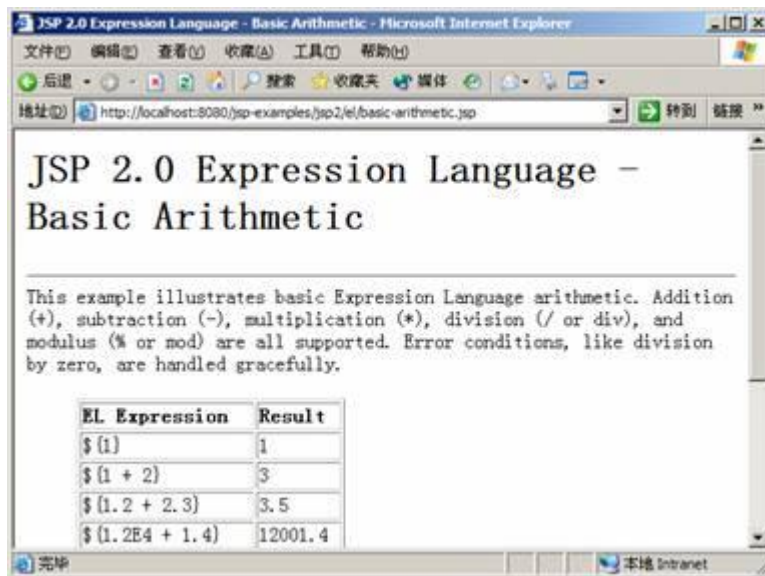 JSP 2.0 Expression Language - Basic Arithmetic - Microsoft Internet Explorer
文件(F) 编辑(E) 查看(V) 收藏(A) 工具(T) 帮助(H)
后退 搜索 收藏夹 媒体
地址(D) http://localhost:8080/jsp-examples/jsp2/el/basic-arithmetic.jsp 转到 链接 »
JSP 2.0 Expression Language -
Basic Arithmetic
This example illustrates basic Expression Language arithmetic. Addition
(+), subtraction (-), multiplication (*), division (/ or div), and
modulus (% or mod) are all supported. Error conditions, like division
by zero, are handled gracefully.
EL Expression Result
${1} 1
${1 + 2} 3
${1.2 + 2.3} 3.5
${1.2E4 + 1.4} 12001.4
完毕 本地 Intranet